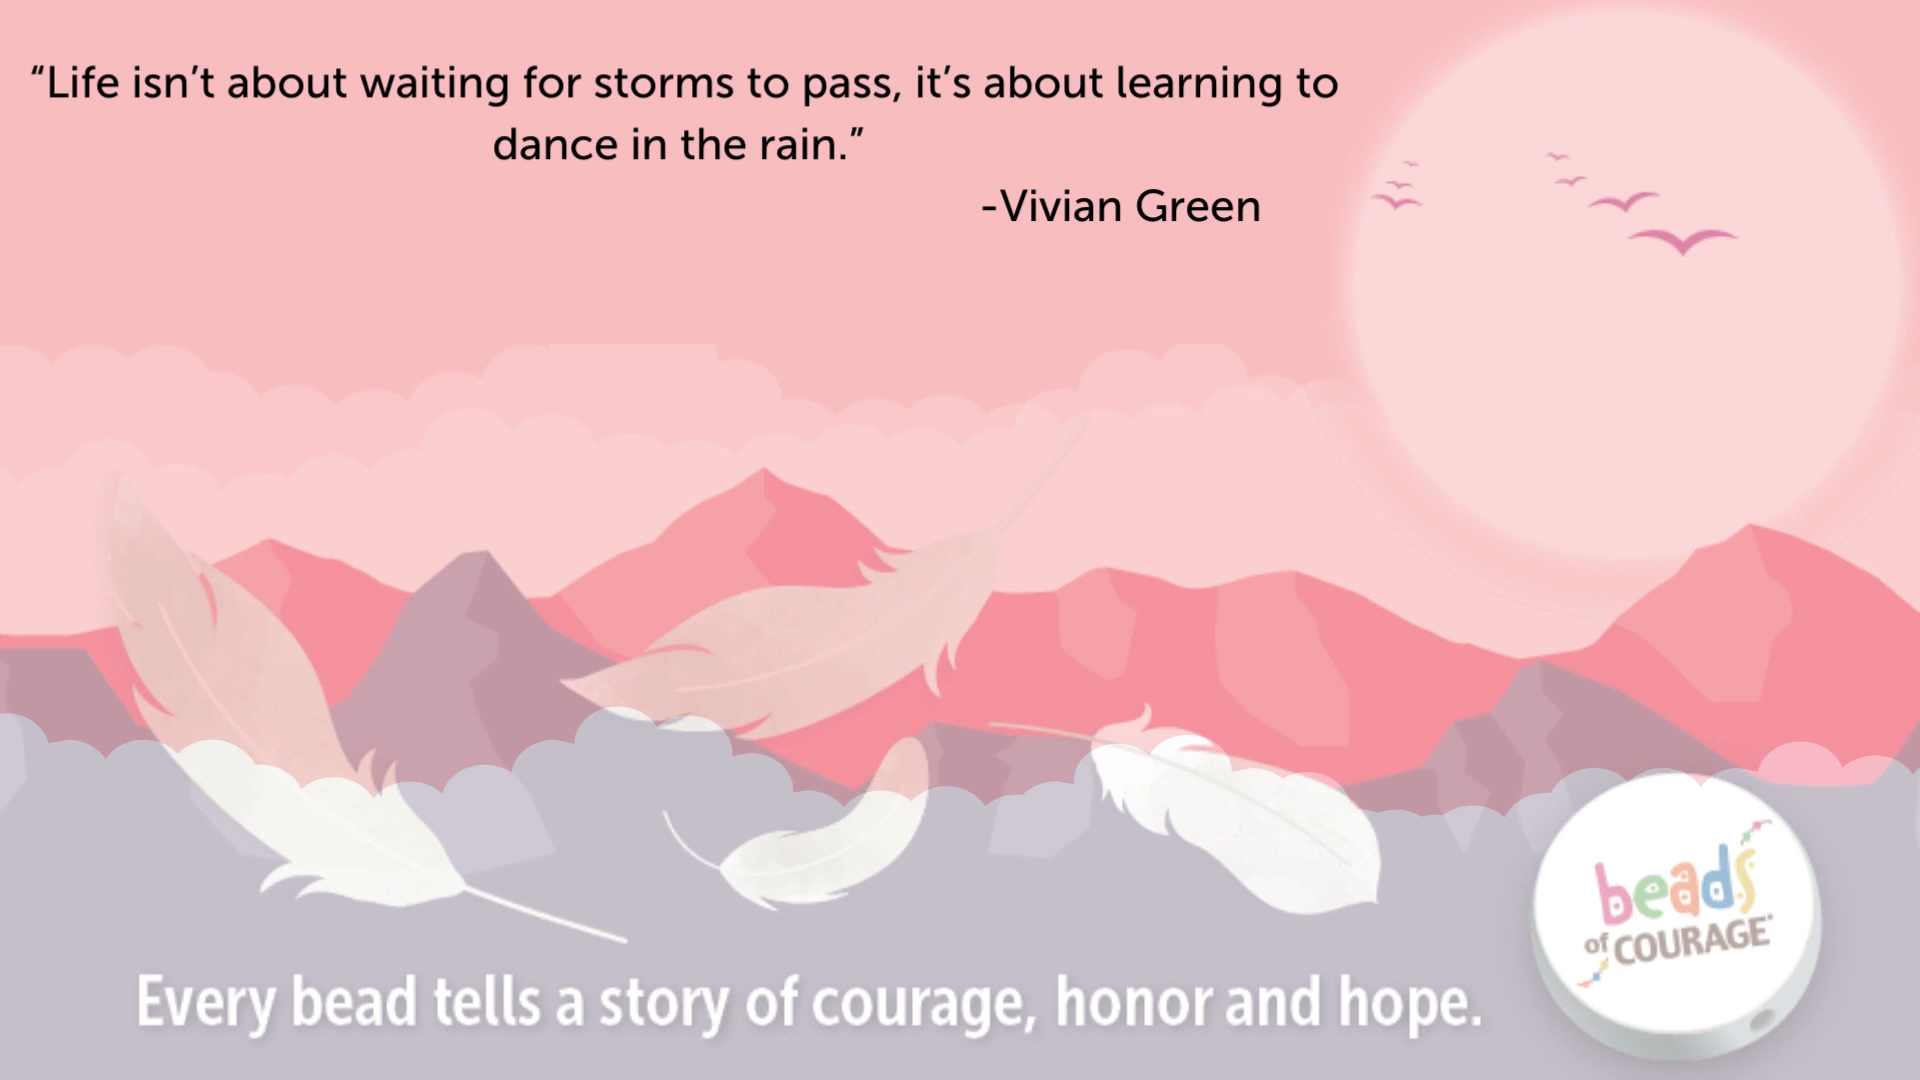 “Life isn’t about waiting for storms to pass, it’s about learning to
dance in the rain.”
-Vivian Green
beads
of COURAGE®
Every bead tells a story of courage, honor and hope.